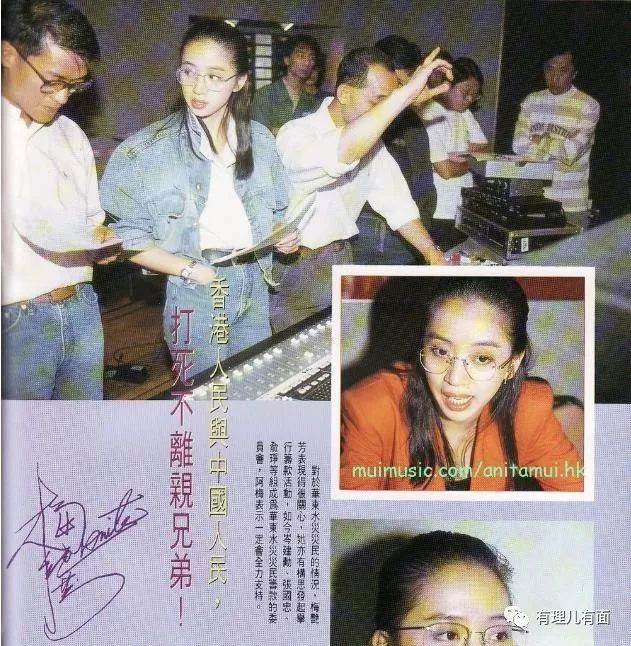 香港人民與中國人民，
打死不離親兄弟！
對於華東水災災民的情況，梅艷
芳表現得很關心，她亦有構思發起舉
行籌款活動，如今岑建勳、張國忠、
俞琤等組成為華東水災災民籌款的委
員會，阿梅表示一定會全力支持。
muimusic.com/anitamui.hk
有理儿有面